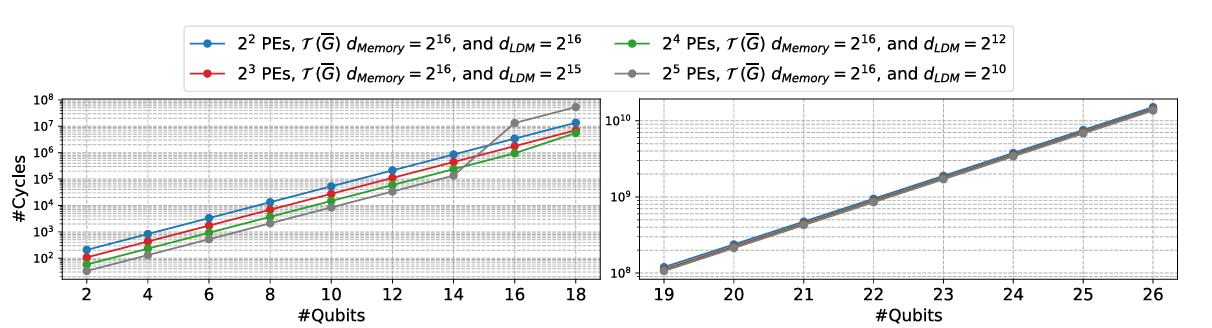 2² PEs, 𝒯(G̅) d_Memory = 2¹⁶, and d_LDM = 2¹⁶
2³ PEs, 𝒯(G̅) d_Memory = 2¹⁶, and d_LDM = 2¹⁵
2⁴ PEs, 𝒯(G̅) d_Memory = 2¹⁶, and d_LDM = 2¹²
2⁵ PEs, 𝒯(G̅) d_Memory = 2¹⁶, and d_LDM = 2¹⁰
#Cycles
10⁸
10⁷
10⁶
10⁵
10⁴
10³
10²
2 4 6 8 10 12 14 16 18
#Qubits
10¹⁰
10⁹
10⁸
19 20 21 22 23 24 25 26
#Qubits